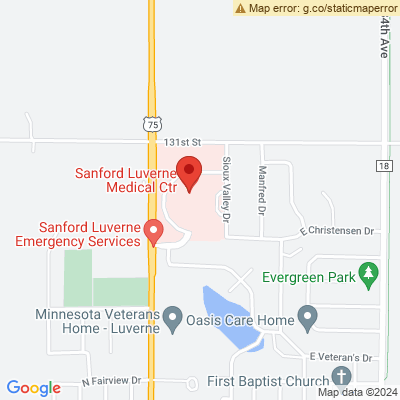 Map error: g.co/staticmaperror
64th Ave
75
131st St
18
Sanford Luverne
Medical Ctr
Sioux Valley Dr
Manfred Dr
Sanford Luverne
Emergency Services
E Christensen Dr
Evergreen Park
Minnesota Veterans
Home - Luverne
Oasis Care Home
E Veteran's Dr
N Fairview Dr
First Baptist Church
Google
Map data ©2024